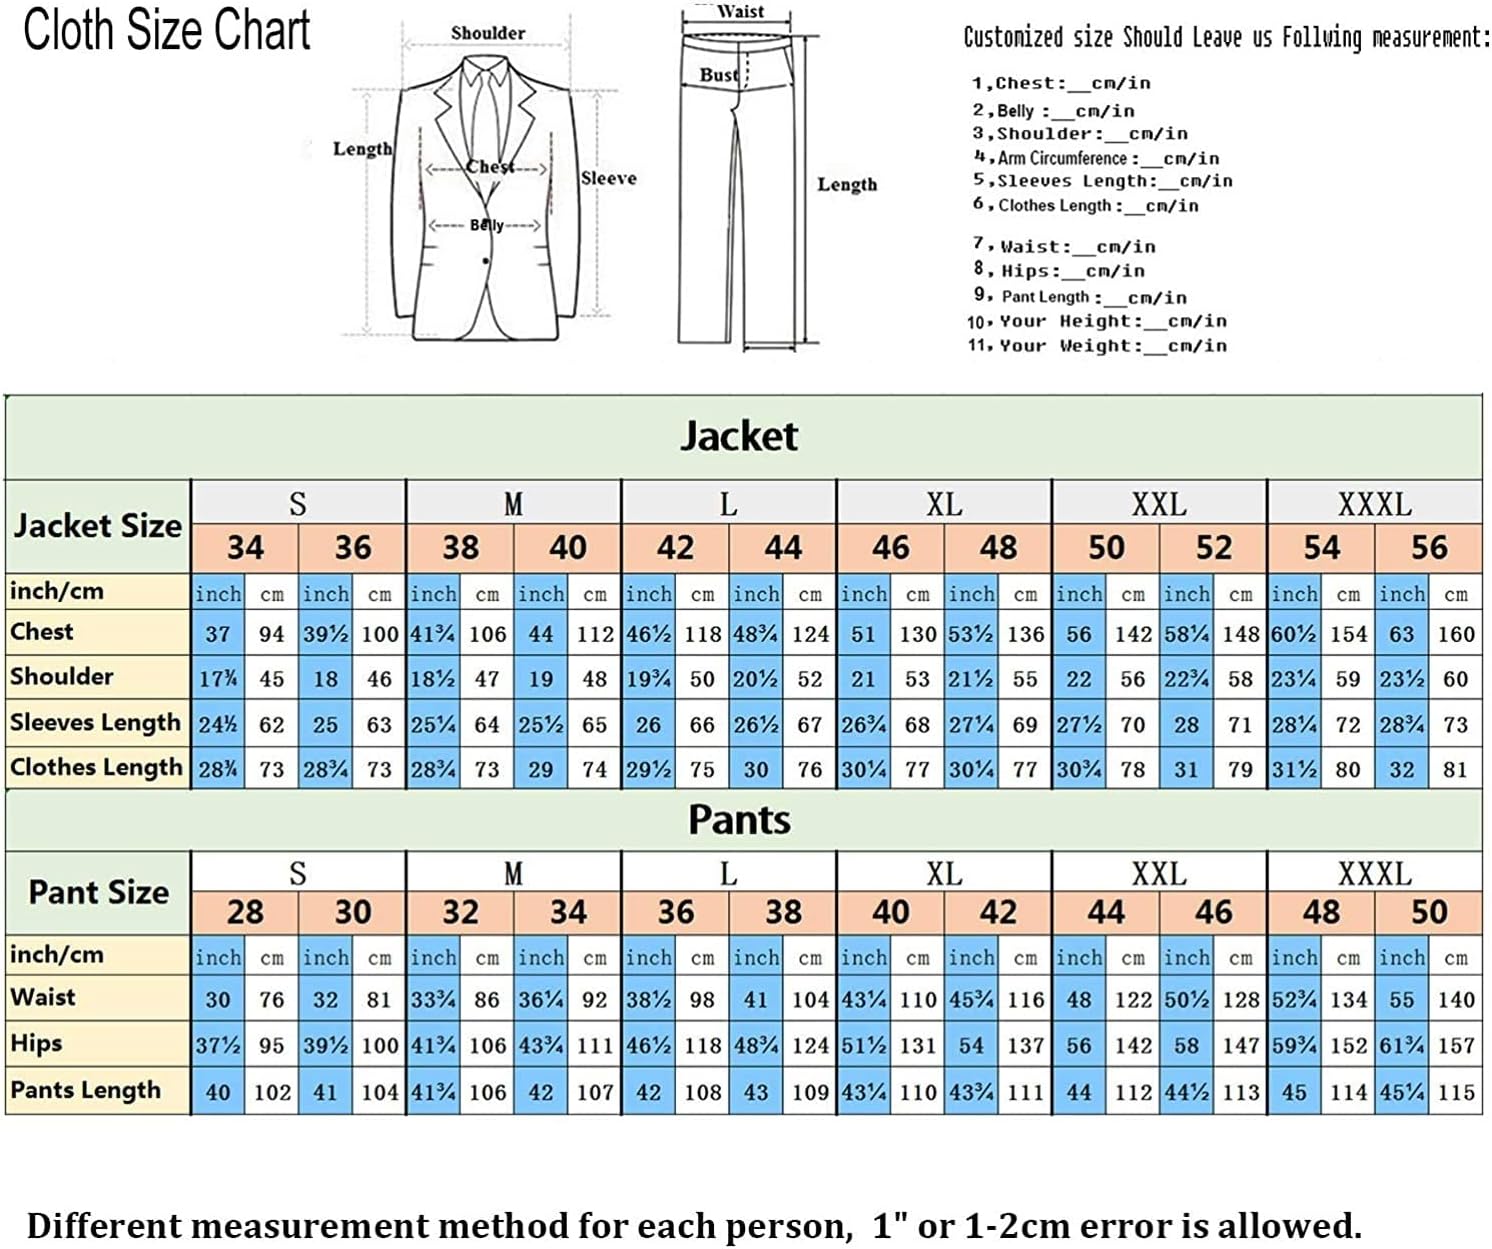 Cloth Size Chart
Shoulder
Length
Chest
Sleeve
Belly
Waist
Bust
Length
Customized size Should Leave us Follwing measurement:
1,Chest:__cm/in
2,Belly :__cm/in
3,Shoulder:__cm/in
4,Arm Circumference :__cm/in
5,Sleeves Length:__cm/in
6,Clothes Length :__cm/in
7,Waist:__cm/in
8,Hips:__cm/in
9,Pant Length :__cm/in
10,Your Height:__cm/in
11,Your Weight:__cm/in
Jacket
Jacket Size S M L XL XXL XXXL
34 36 38 40 42 44 46 48 50 52 54 56
inch/cm inch cm inch cm inch cm inch cm inch cm inch cm inch cm inch cm inch cm inch cm inch cm inch cm
Chest 37 94 39½ 100 41¾ 106 44 112 46½ 118 48¾ 124 51 130 53½ 136 56 142 58¼ 148 60½ 154 63 160
Shoulder 17¾ 45 18 46 18½ 47 19 48 19¾ 50 20½ 52 21 53 21½ 55 22 56 22¾ 58 23¼ 59 23½ 60
Sleeves Length 24½ 62 25 63 25¼ 64 25½ 65 26 66 26½ 67 26¾ 68 27¼ 69 27½ 70 28 71 28¼ 72 28¾ 73
Clothes Length 28¾ 73 28¾ 73 28¾ 73 29 74 29½ 75 30 76 30¼ 77 30¼ 77 30¾ 78 31 79 31½ 80 32 81
Pants
Pant Size S M L XL XXL XXXL
28 30 32 34 36 38 40 42 44 46 48 50
inch/cm inch cm inch cm inch cm inch cm inch cm inch cm inch cm inch cm inch cm inch cm inch cm inch cm
Waist 30 76 32 81 33¾ 86 36¼ 92 38½ 98 41 104 43¼ 110 45¾ 116 48 122 50½ 128 52¾ 134 55 140
Hips 37½ 95 39½ 100 41¾ 106 43¾ 111 46½ 118 48¾ 124 51½ 131 54 137 56 142 58 147 59¾ 152 61¾ 157
Pants Length 40 102 41 104 41¾ 106 42 107 42 108 43 109 43¼ 110 43¾ 111 44 112 44½ 113 45 114 45¼ 115
Different measurement method for each person, 1" or 1-2cm error is allowed.